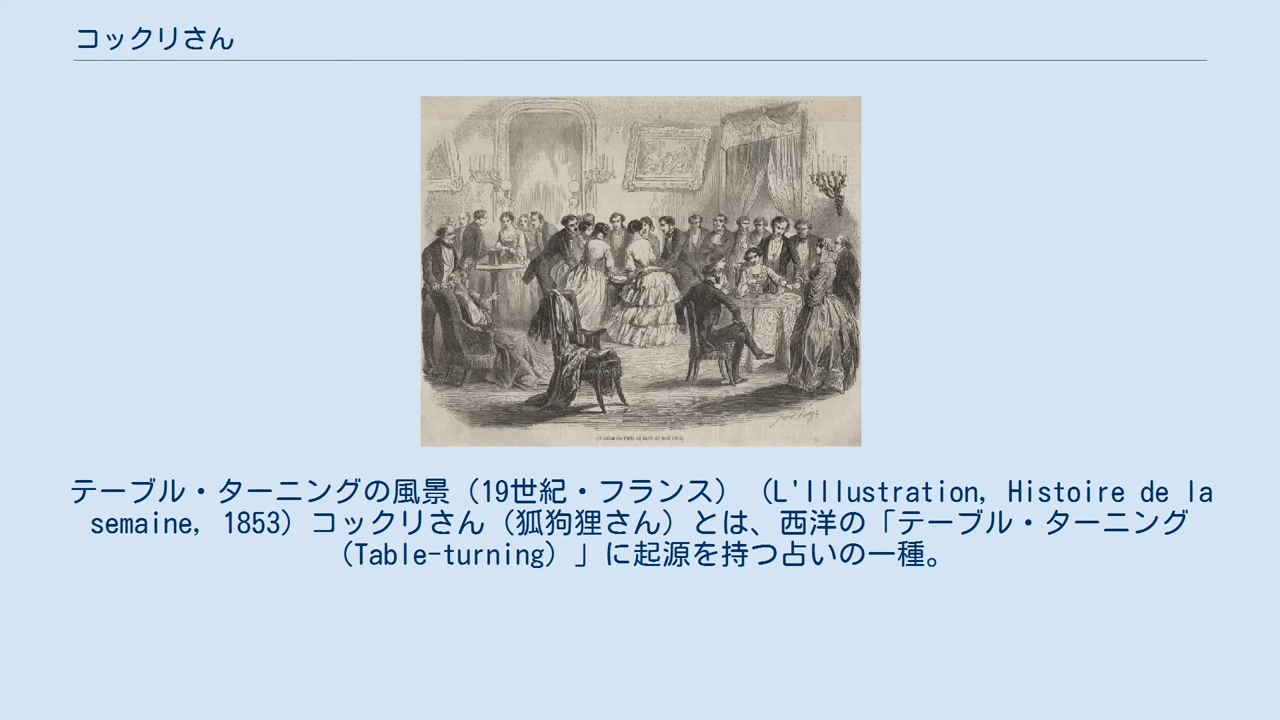 コックリさん
テーブル・ターニングの風景（19世紀・フランス）（L'Illustration, Histoire de la
semaine, 1853）コックリさん（狐狗狸さん）とは、西洋の「テーブル・ターニング
（Table-turning）」に起源を持つ占いの一種。